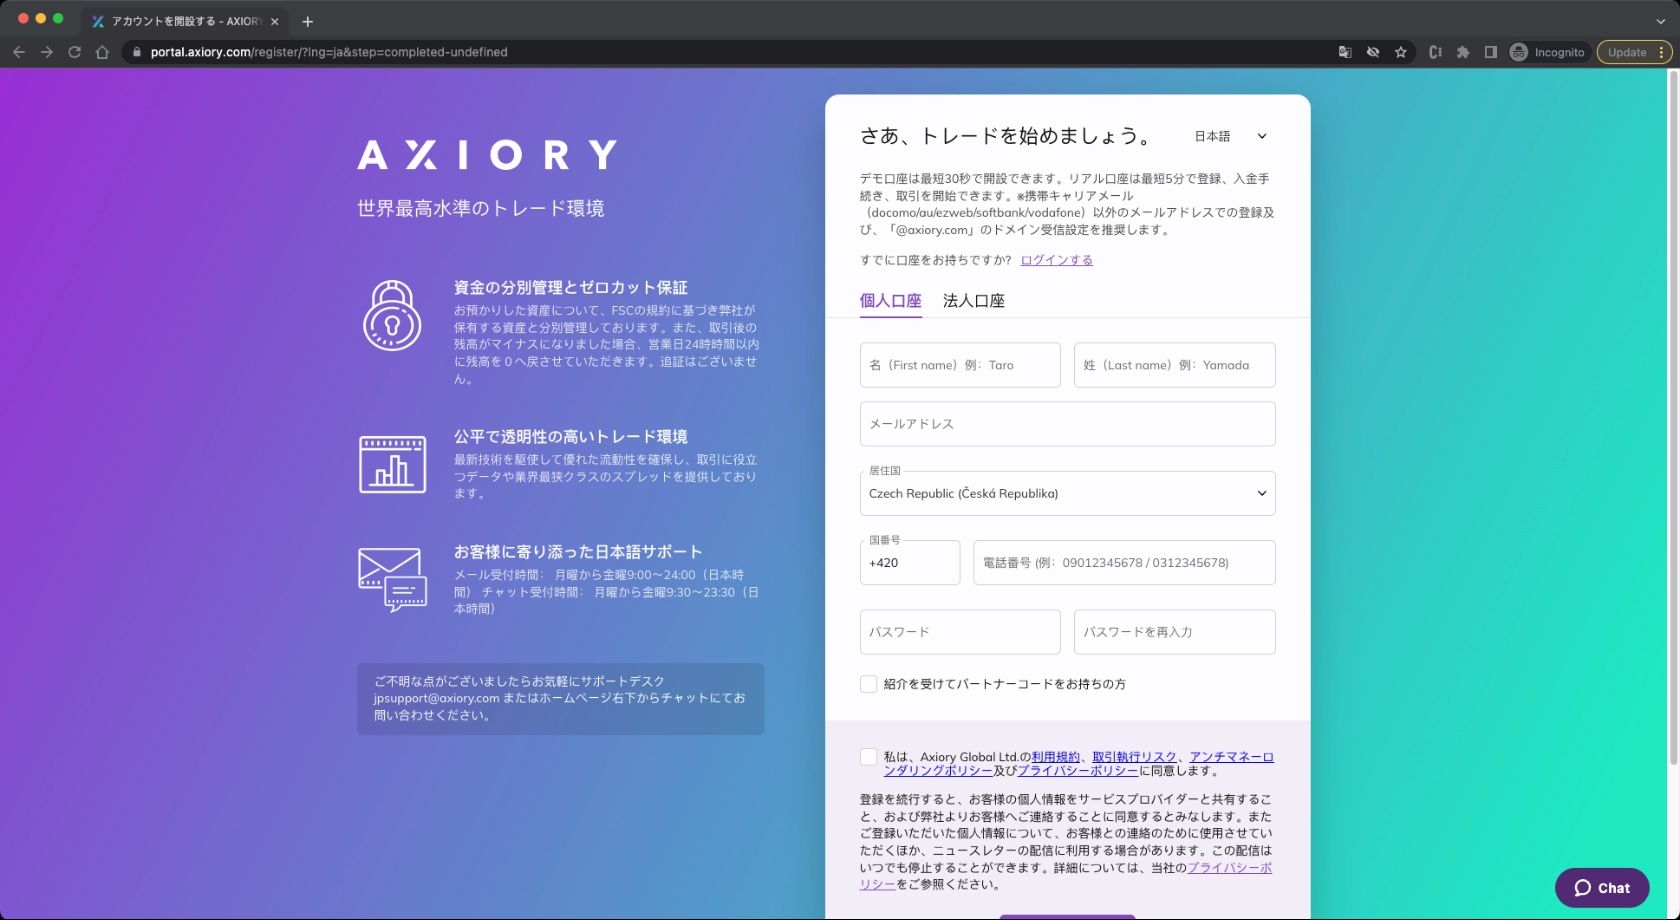 アカウントを開設する - AXIORY
portal.axiory.com/register/?lng=ja&step=completed-undefined
Incognito
Update
AXIORY
世界最高水準のトレード環境
資金の分別管理とゼロカット保証
お預かりした資産について、FSCの規約に基づき弊社が
保有する資産と分別管理しております。また、取引後の
残高がマイナスになりました場合、営業日24時時間以内
に残高を０へ戻させていただきます。追証はございませ
ん。
公平で透明性の高いトレード環境
最新技術を駆使して優れた流動性を確保し、取引に役立
つデータや業界最狭クラスのスプレッドを提供しており
ます。
お客様に寄り添った日本語サポート
メール受付時間： 月曜から金曜9:00〜24:00（日本時
間） チャット受付時間： 月曜から金曜9:30〜23:30（日
本時間）
ご不明な点がございましたらお気軽にサポートデスク
jpsupport@axiory.com またはホームページ右下からチャットにてお
問い合わせください。
さあ、トレードを始めましょう。
日本語
デモ口座は最短30秒で開設できます。リアル口座は最短5分で登録、入金手
続き、取引を開始できます。※携帯キャリアメール
（docomo/au/ezweb/softbank/vodafone）以外のメールアドレスでの登録及
び、「@axiory.com」のドメイン受信設定を推奨します。
すでに口座をお持ちですか？ ログインする
個人口座 法人口座
名（First name）例：Taro
姓（Last name）例：Yamada
メールアドレス
居住国
Czech Republic (Česká Republika)
国番号
+420
電話番号 (例：09012345678 / 0312345678)
パスワード
パスワードを再入力
紹介を受けてパートナーコードをお持ちの方
私は、Axiory Global Ltd.の利用規約、取引執行リスク、アンチマネーロ
ンダリングポリシー及びプライバシーポリシーに同意します。
登録を続行すると、お客様の個人情報をサービスプロバイダーと共有するこ
と、および弊社よりお客様へご連絡することに同意するとみなします。また
ご登録いただいた個人情報について、お客様との連絡のために使用させてい
ただくほか、ニュースレターの配信に利用する場合があります。この配信は
いつでも停止することができます。詳細については、当社のプライバシーポ
リシーをご参照ください。
Chat